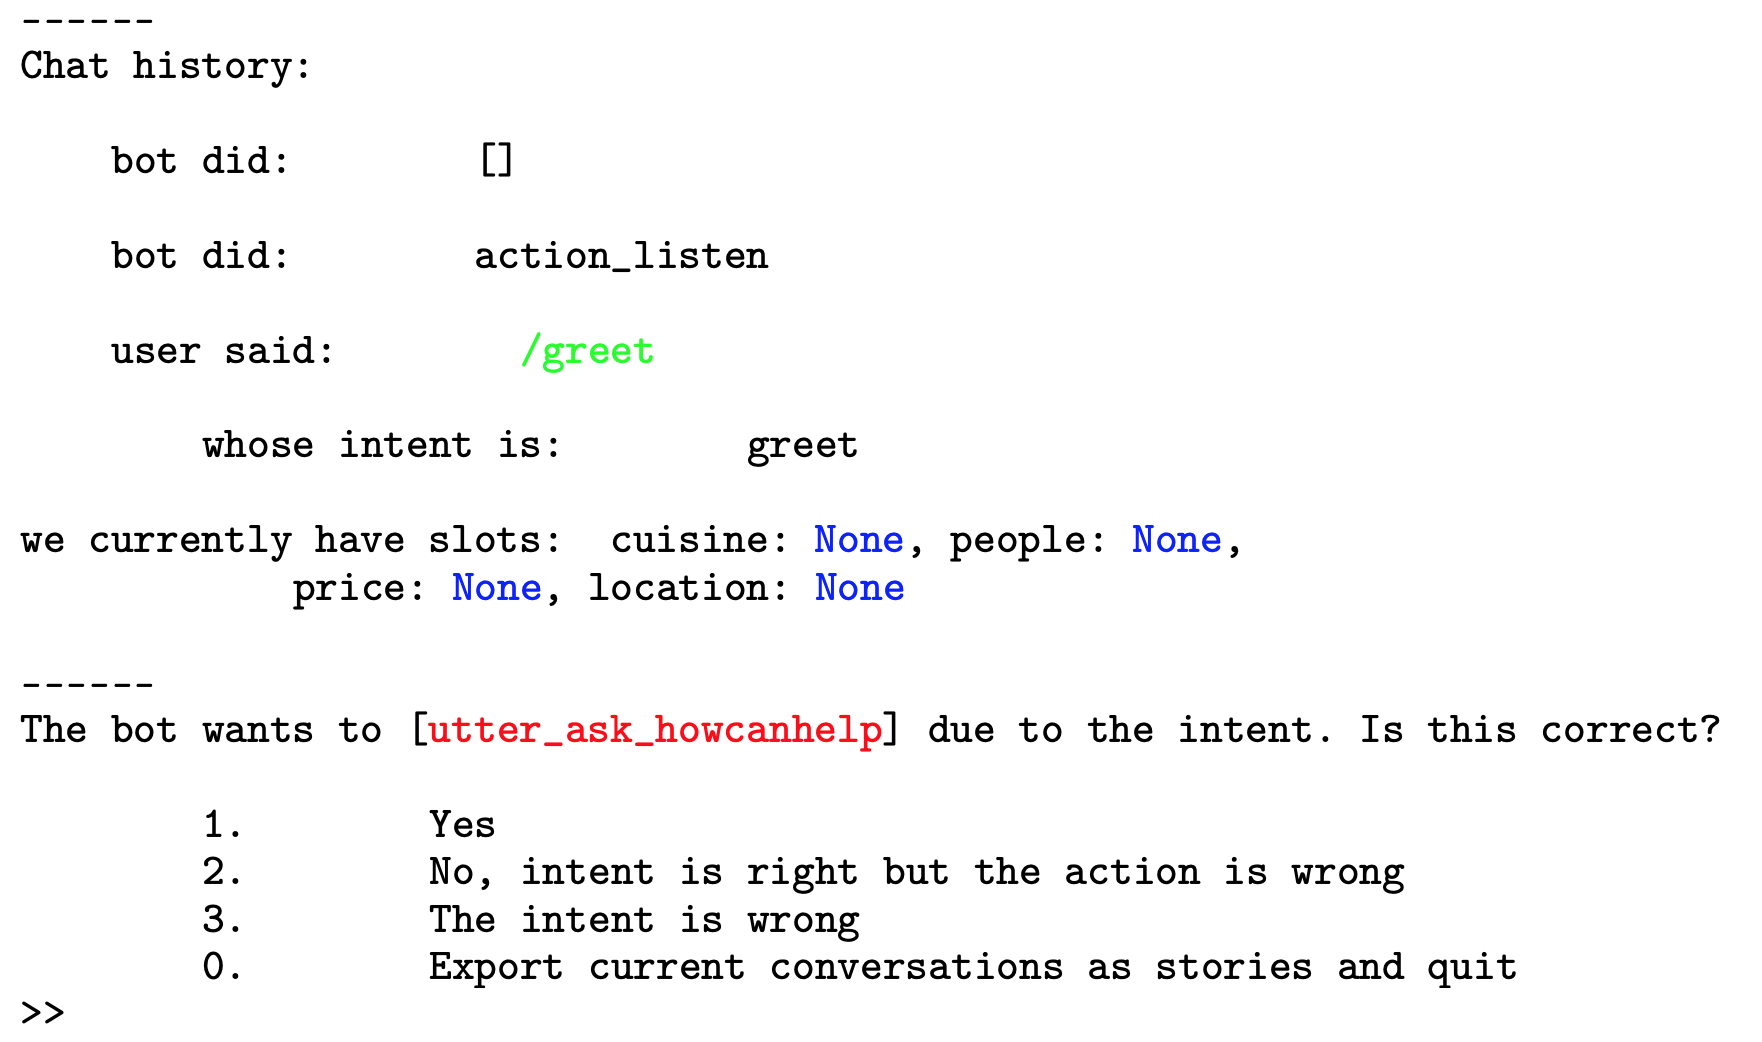 ------
Chat history:
bot did: []
bot did: action_listen
user said: /greet
whose intent is: greet
we currently have slots: cuisine: None, people: None,
price: None, location: None
------
The bot wants to [utter_ask_howcanhelp] due to the intent. Is this correct?
1. Yes
2. No, intent is right but the action is wrong
3. The intent is wrong
0. Export current conversations as stories and quit
>>